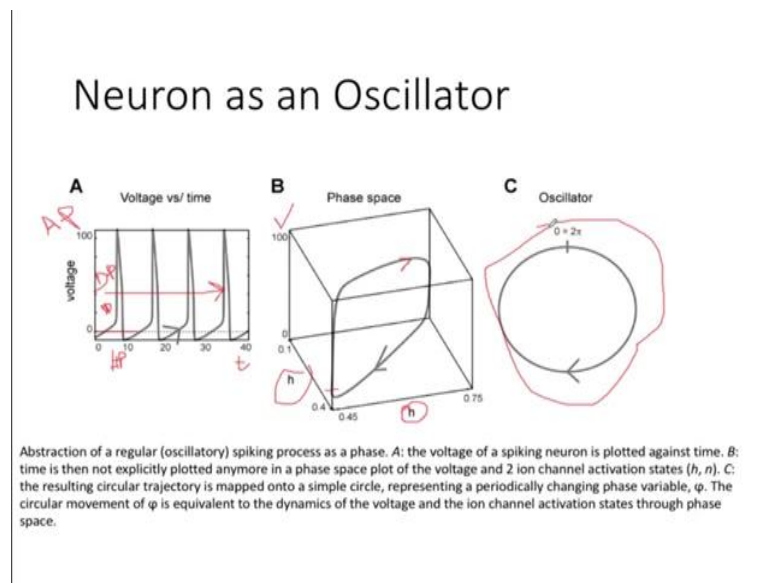 Neuron as an Oscillator
A
Voltage vs/ time
AP
100
voltage
DP
0
0 10 20 30 40
HP
t
B
Phase space
100
0
0.1
h
0.4
0.45
h
0.75
C
Oscillator
0 = 2π
Abstraction of a regular (oscillatory) spiking process as a phase. A: the voltage of a spiking neuron is plotted against time. B:
time is then not explicitly plotted anymore in a phase space plot of the voltage and 2 ion channel activation states (h, n). C:
the resulting circular trajectory is mapped onto a simple circle, representing a periodically changing phase variable, φ. The
circular movement of φ is equivalent to the dynamics of the voltage and the ion channel activation states through phase
space.